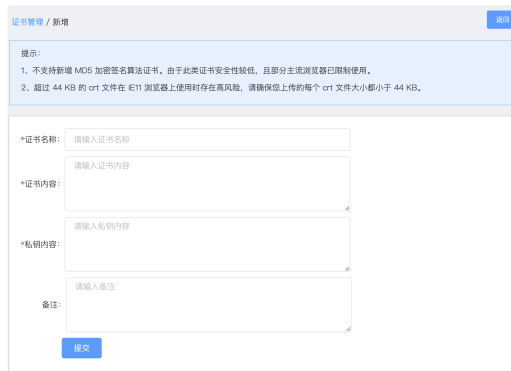 证书管理 / 新增
返回
提示：
1、不支持新增 MD5 加密签名算法证书。由于此类证书安全性较低，且部分主流浏览器已限制使用。
2、超过 44 KB 的 crt 文件在 IE11 浏览器上使用时存在高风险，请确保您上传的每个 crt 文件大小都小于 44 KB。
*证书名称： 请输入证书名称
请输入证书内容
*证书内容：
请输入私钥内容
*私钥内容：
请输入备注
备注：
提交